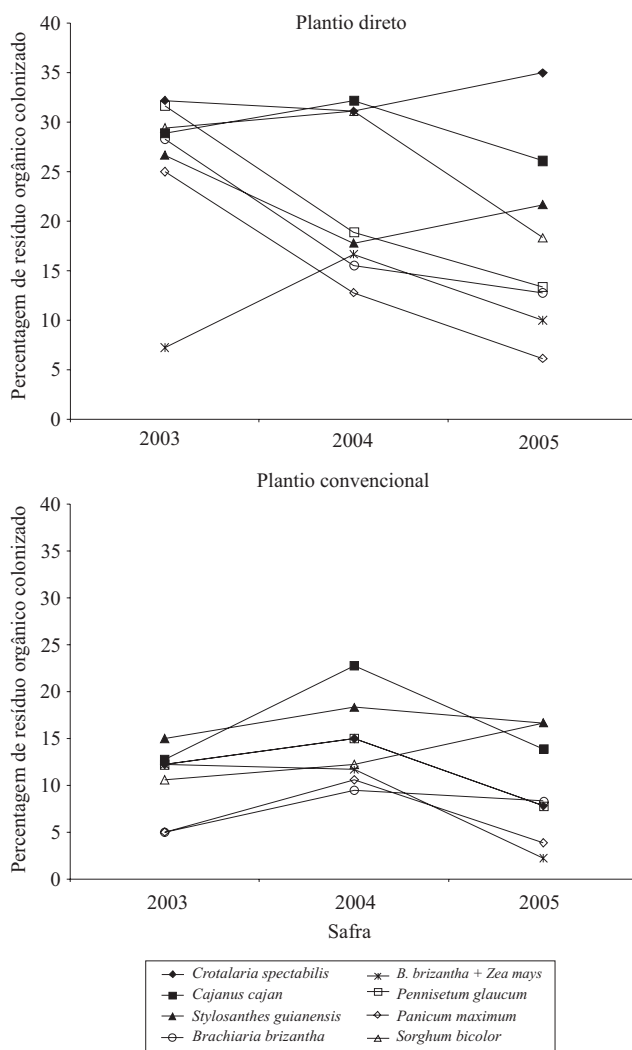 Plantio direto
Percentagem de resíduo orgânico colonizado
40
35
30
25
20
15
10
5
0
2003 2004 2005
Plantio convencional
Percentagem de resíduo orgânico colonizado
40
35
30
25
20
15
10
5
0
2003 2004 2005
Safra
Crotalaria spectabilis
Cajanus cajan
Stylosanthes guianensis
Brachiaria brizantha
B. brizantha + Zea mays
Pennisetum glaucum
Panicum maximum
Sorghum bicolor